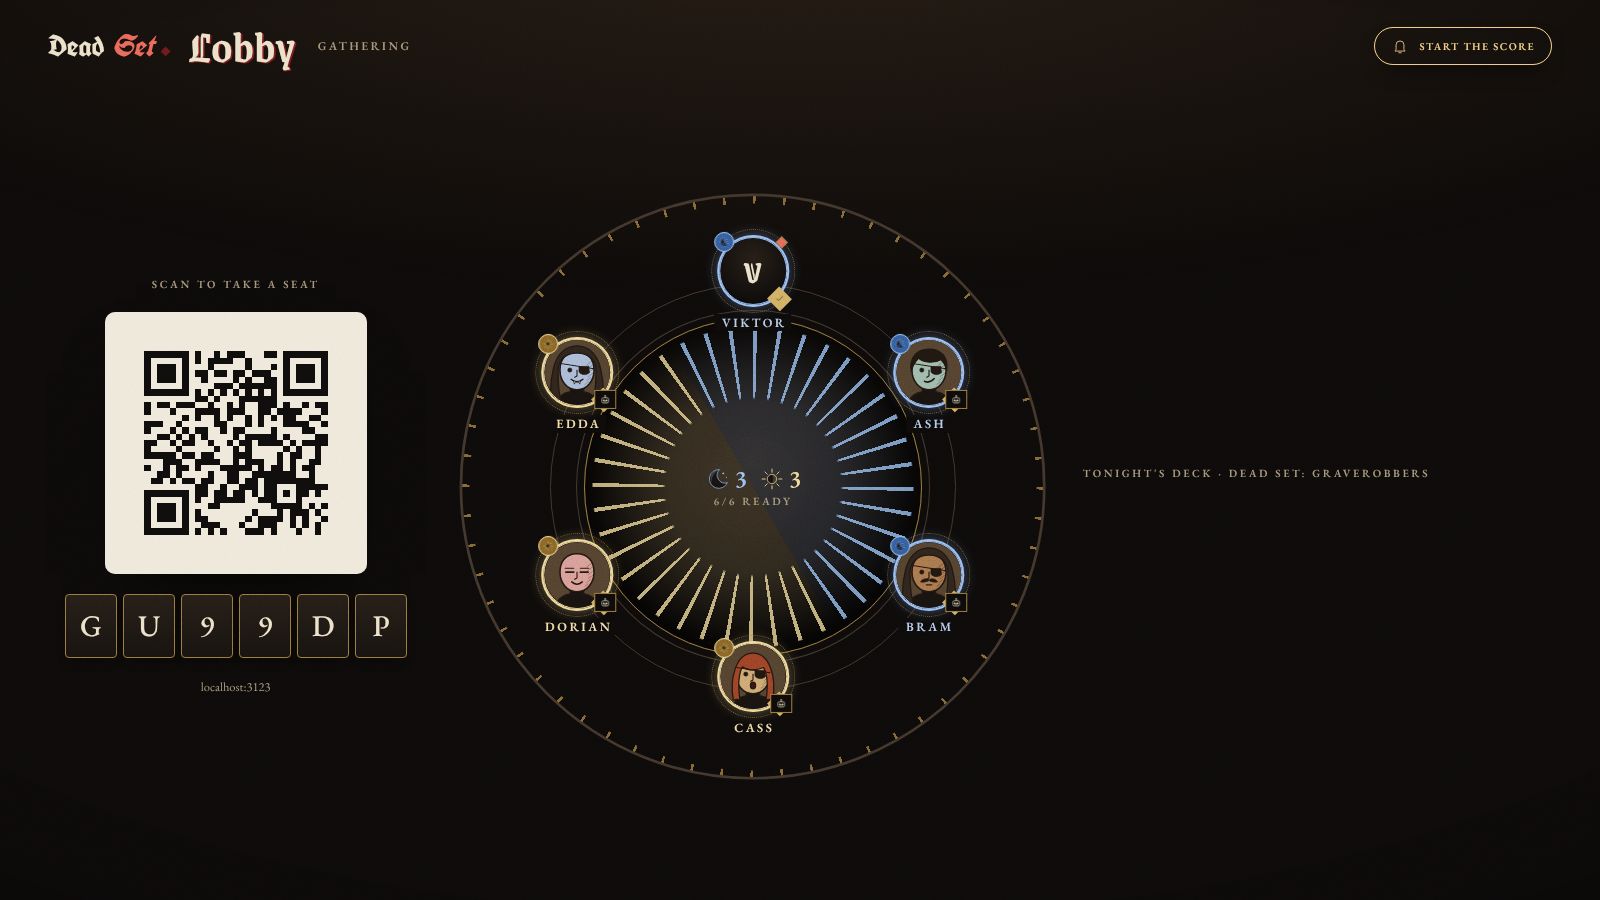 Dead Set Lobby GATHERING
START THE SCORE
SCAN TO TAKE A SEAT
G U 9 9 D P
localhost:3123
V
VIKTOR
EDDA
ASH
3 3
6/6 READY
DORIAN
BRAM
CASS
TONIGHT'S DECK · DEAD SET: GRAVEROBBERS